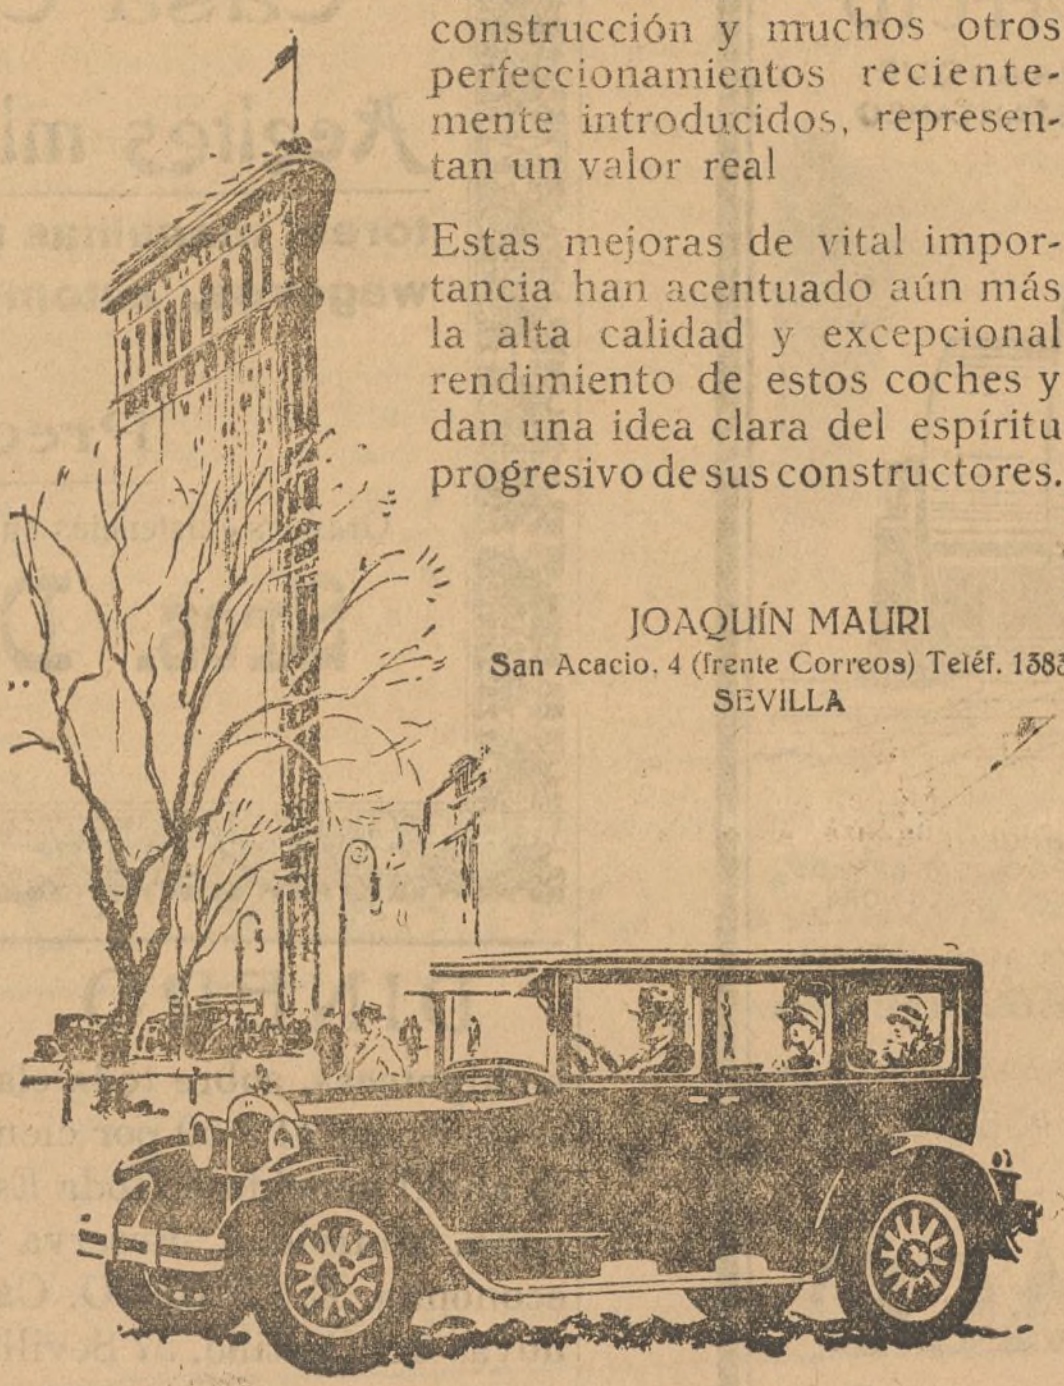 construcción y muchos otros
perfeccionamientos reciente-
mente introducidos, represen-
tan un valor real
Estas mejoras de vital impor-
tancia han acentuado aún más
la alta calidad y excepcional
rendimiento de estos coches y
dan una idea clara del espíritu
progresivo de sus constructores.
JOAQUÍN MAURI
San Acacio, 4 (frente Correos) Teléf. 1383
SEVILLA